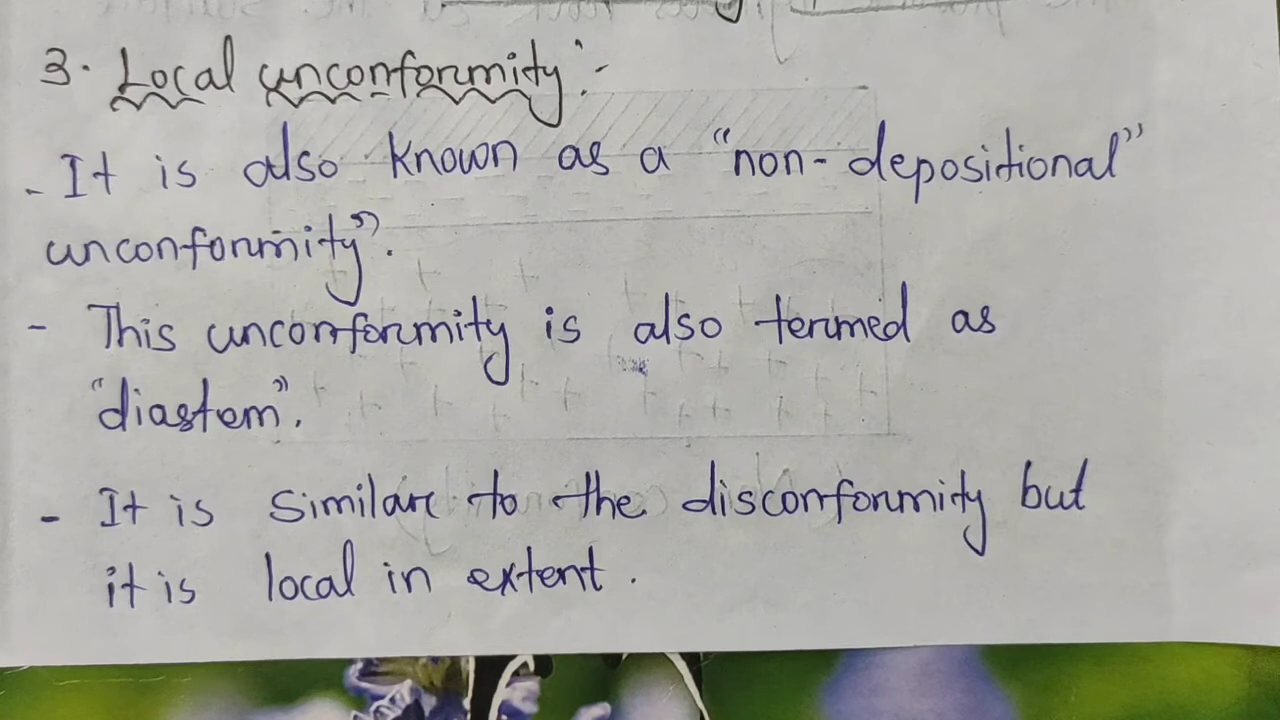 3. Local unconformity :-
- It is also known as a "non-depositional"
unconformity".
- This unconformity is also termed as
"diastem".
- It is similar to the disconformity but
it is local in extent.